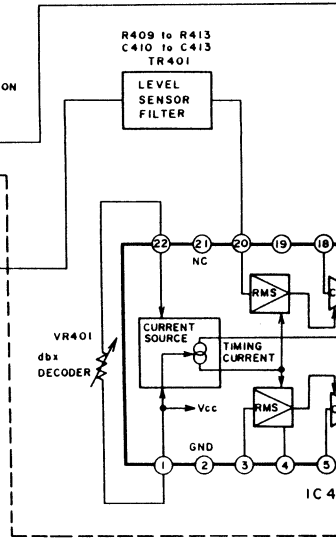 R409 to R413
C410 to C413
TR401
ON
LEVEL
SENSOR
FILTER
22
21
20
19
18
NC
RMS
C
CURRENT
SOURCE
VR401
TIMING
CURRENT
dbx
DECODER
Vcc
RMS
GND
1
2
3
4
5
IC4